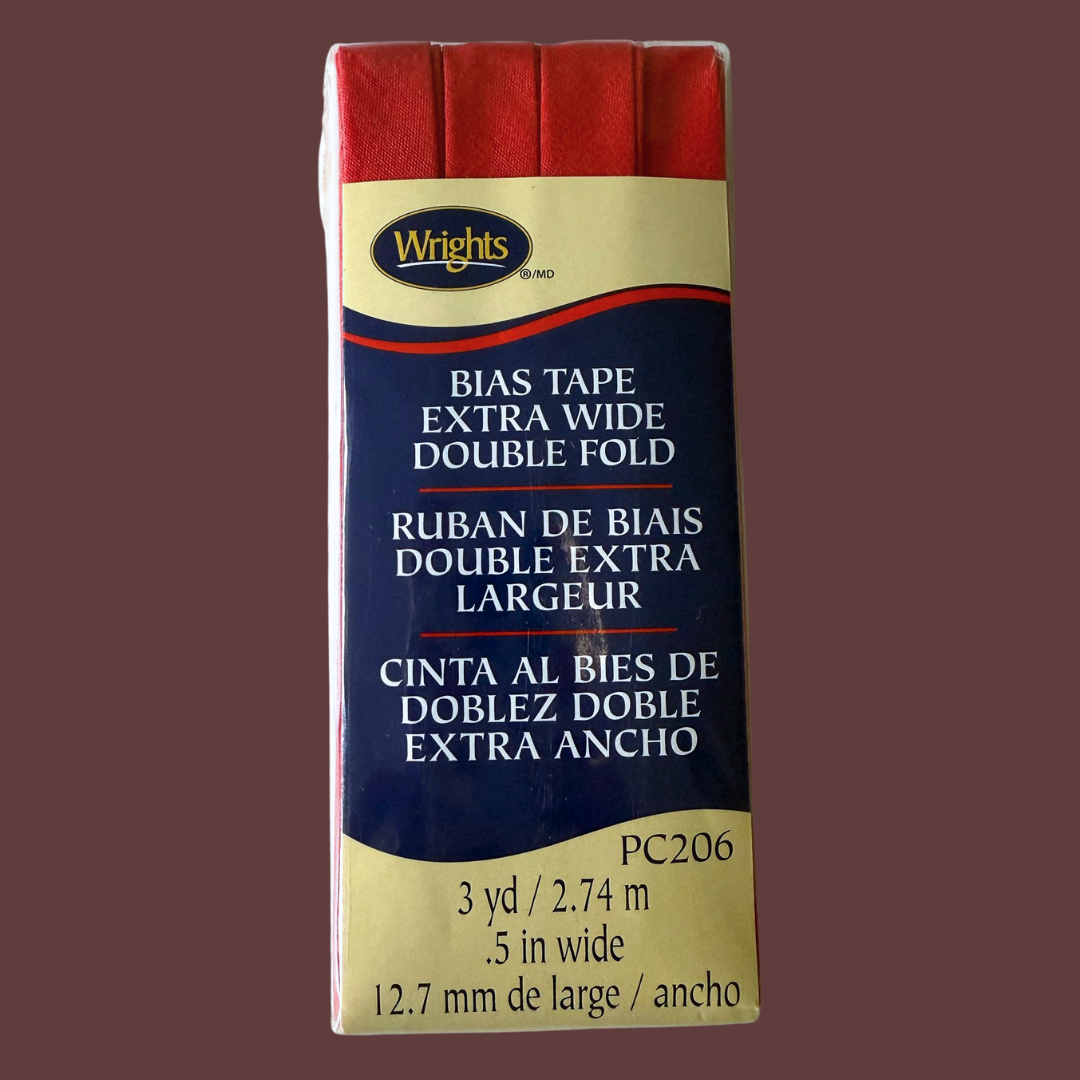 Wrights
®/MD
BIAS TAPE
EXTRA WIDE
DOUBLE FOLD
RUBAN DE BIAIS
DOUBLE EXTRA
LARGEUR
CINTA AL BIES DE
DOBLEZ DOBLE
EXTRA ANCHO
PC206
3 yd / 2.74 m
.5 in wide
12.7 mm de large / ancho